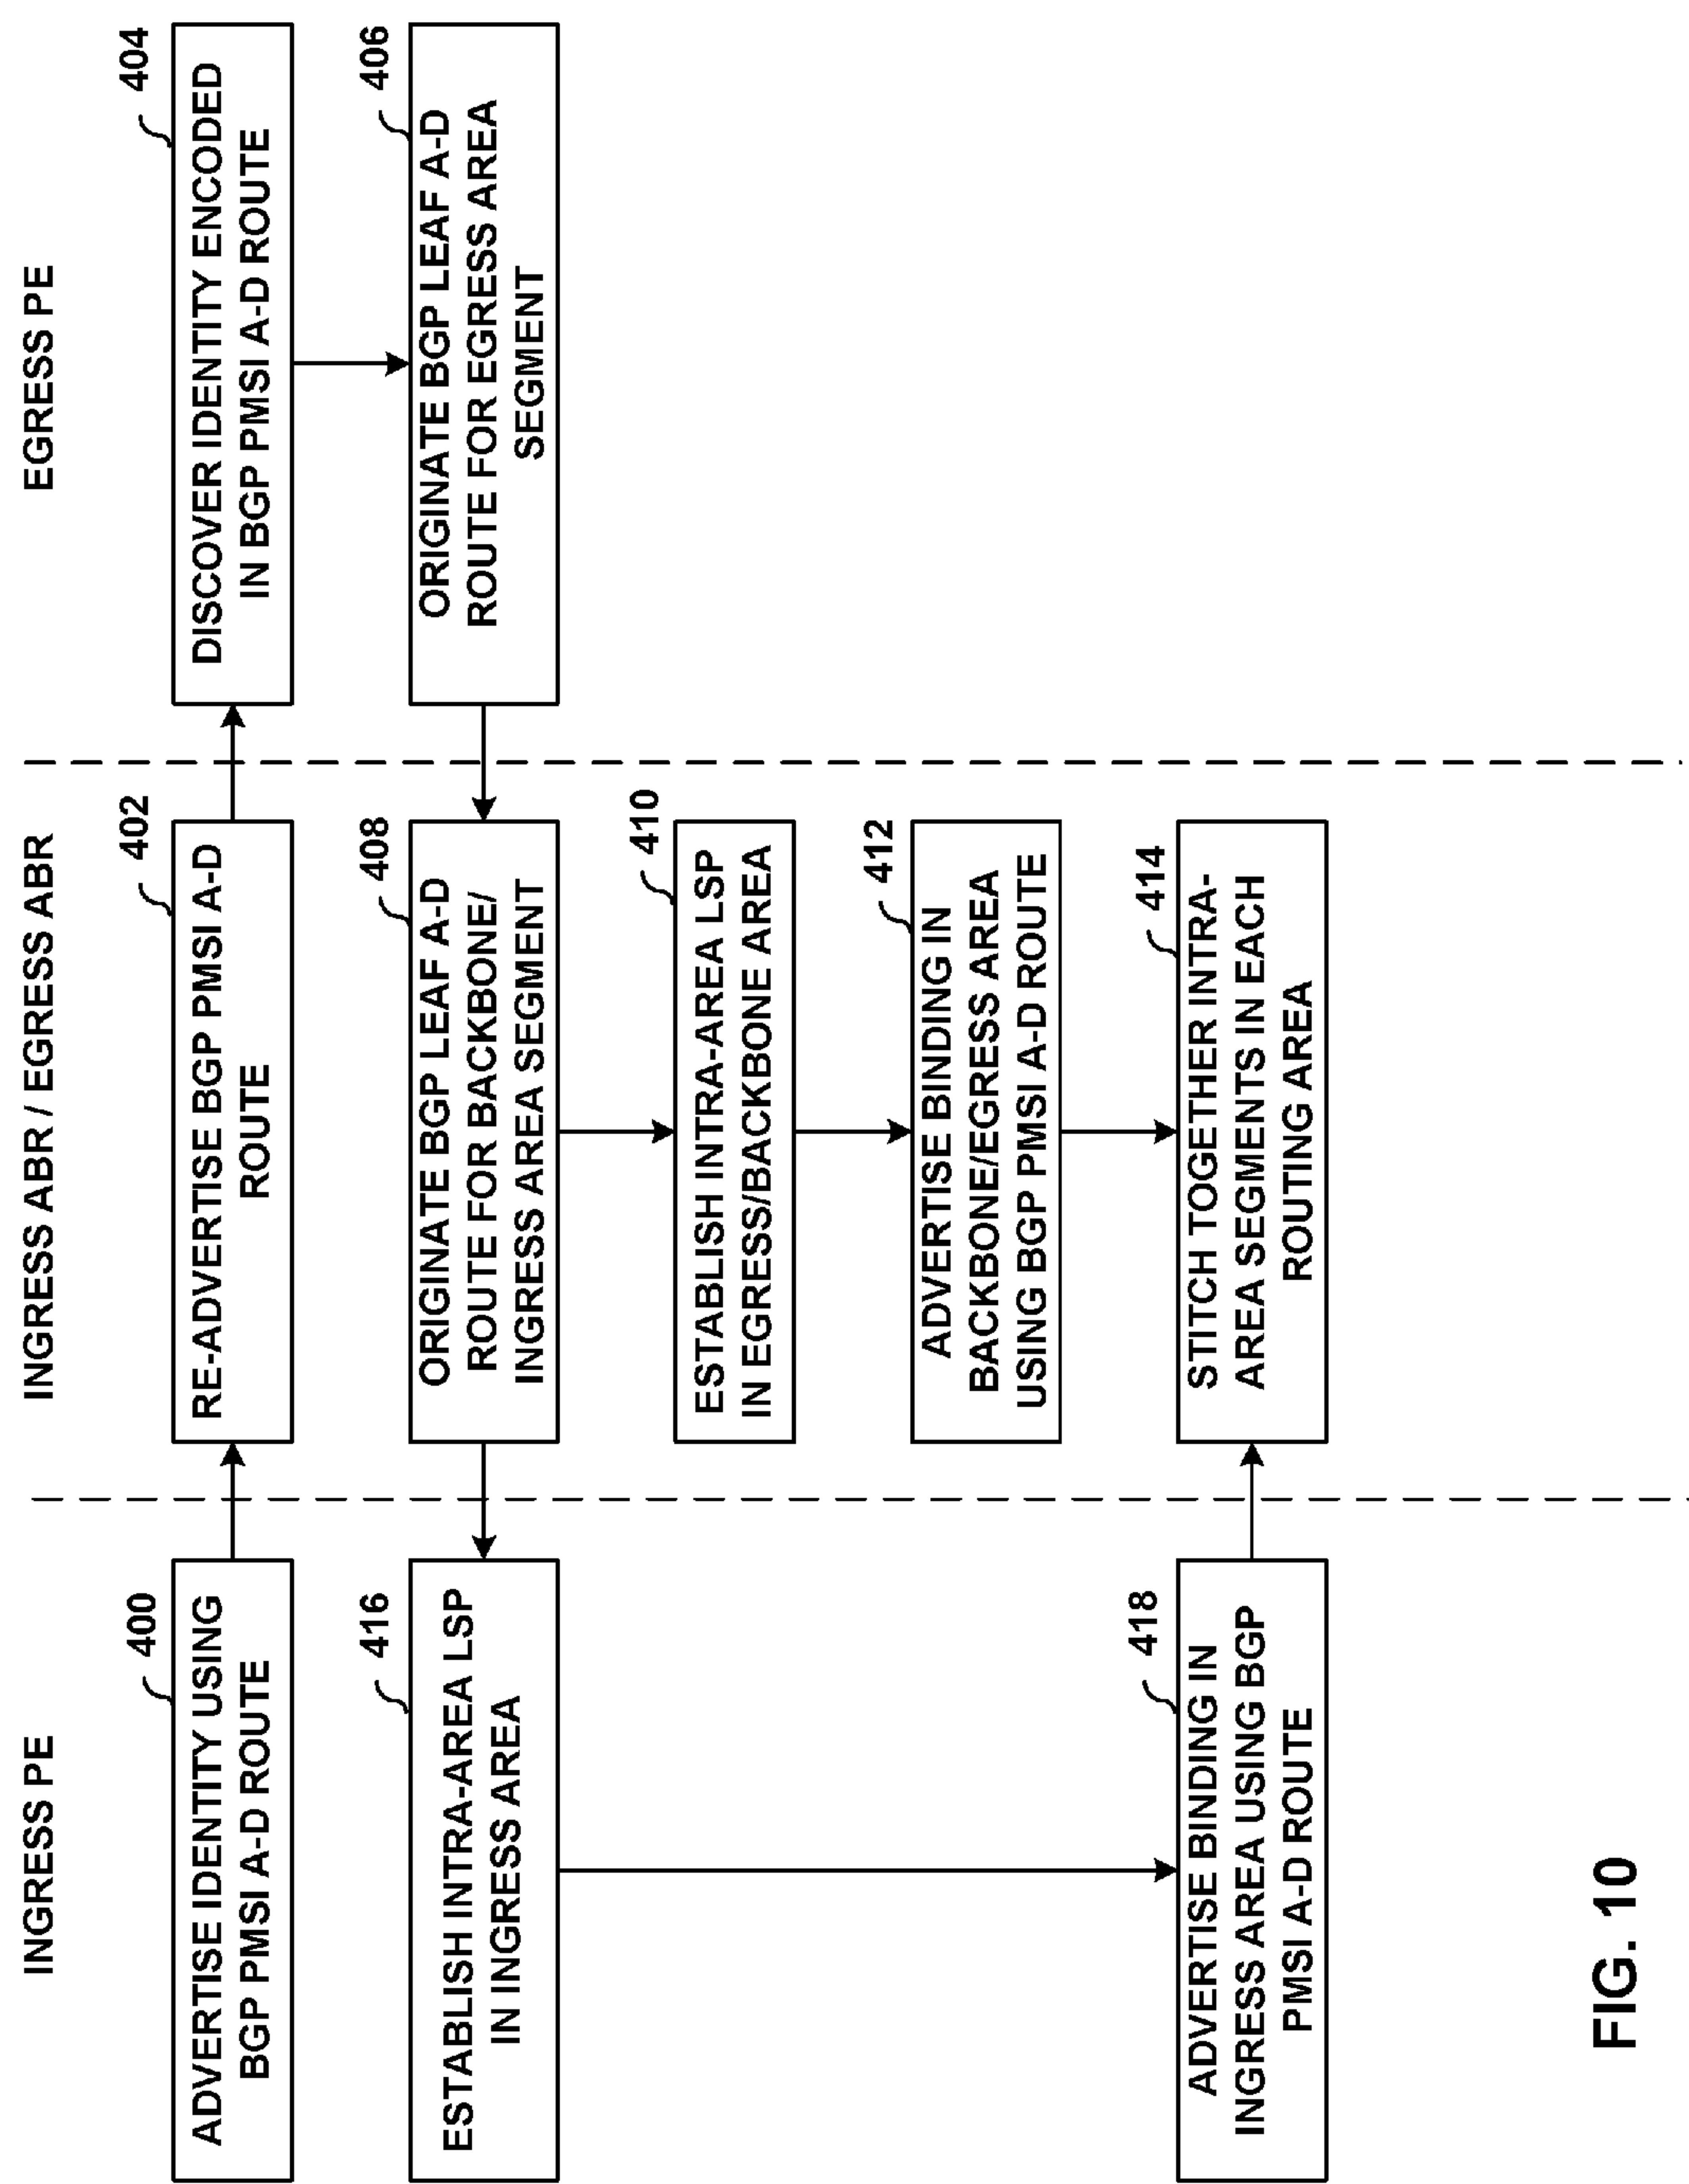 INGRESS PE
INGRESS ABR / EGRESS ABR
EGRESS PE
400
ADVERTISE IDENTITY USING
BGP PMSI A-D ROUTE
402
RE-ADVERTISE BGP PMSI A-D
ROUTE
404
DISCOVER IDENTITY ENCODED
IN BGP PMSI A-D ROUTE
416
ESTABLISH INTRA-AREA LSP
IN INGRESS AREA
408
ORIGINATE BGP LEAF A-D
ROUTE FOR BACKBONE/
INGRESS AREA SEGMENT
406
ORIGINATE BGP LEAF A-D
ROUTE FOR EGRESS AREA
SEGMENT
410
ESTABLISH INTRA-AREA LSP
IN EGRESS/BACKBONE AREA
412
ADVERTISE BINDING IN
BACKBONE/EGRESS AREA
USING BGP PMSI A-D ROUTE
418
ADVERTISE BINDING IN
INGRESS AREA USING BGP
PMSI A-D ROUTE
414
STITCH TOGETHER INTRA-
AREA SEGMENTS IN EACH
ROUTING AREA
FIG. 10